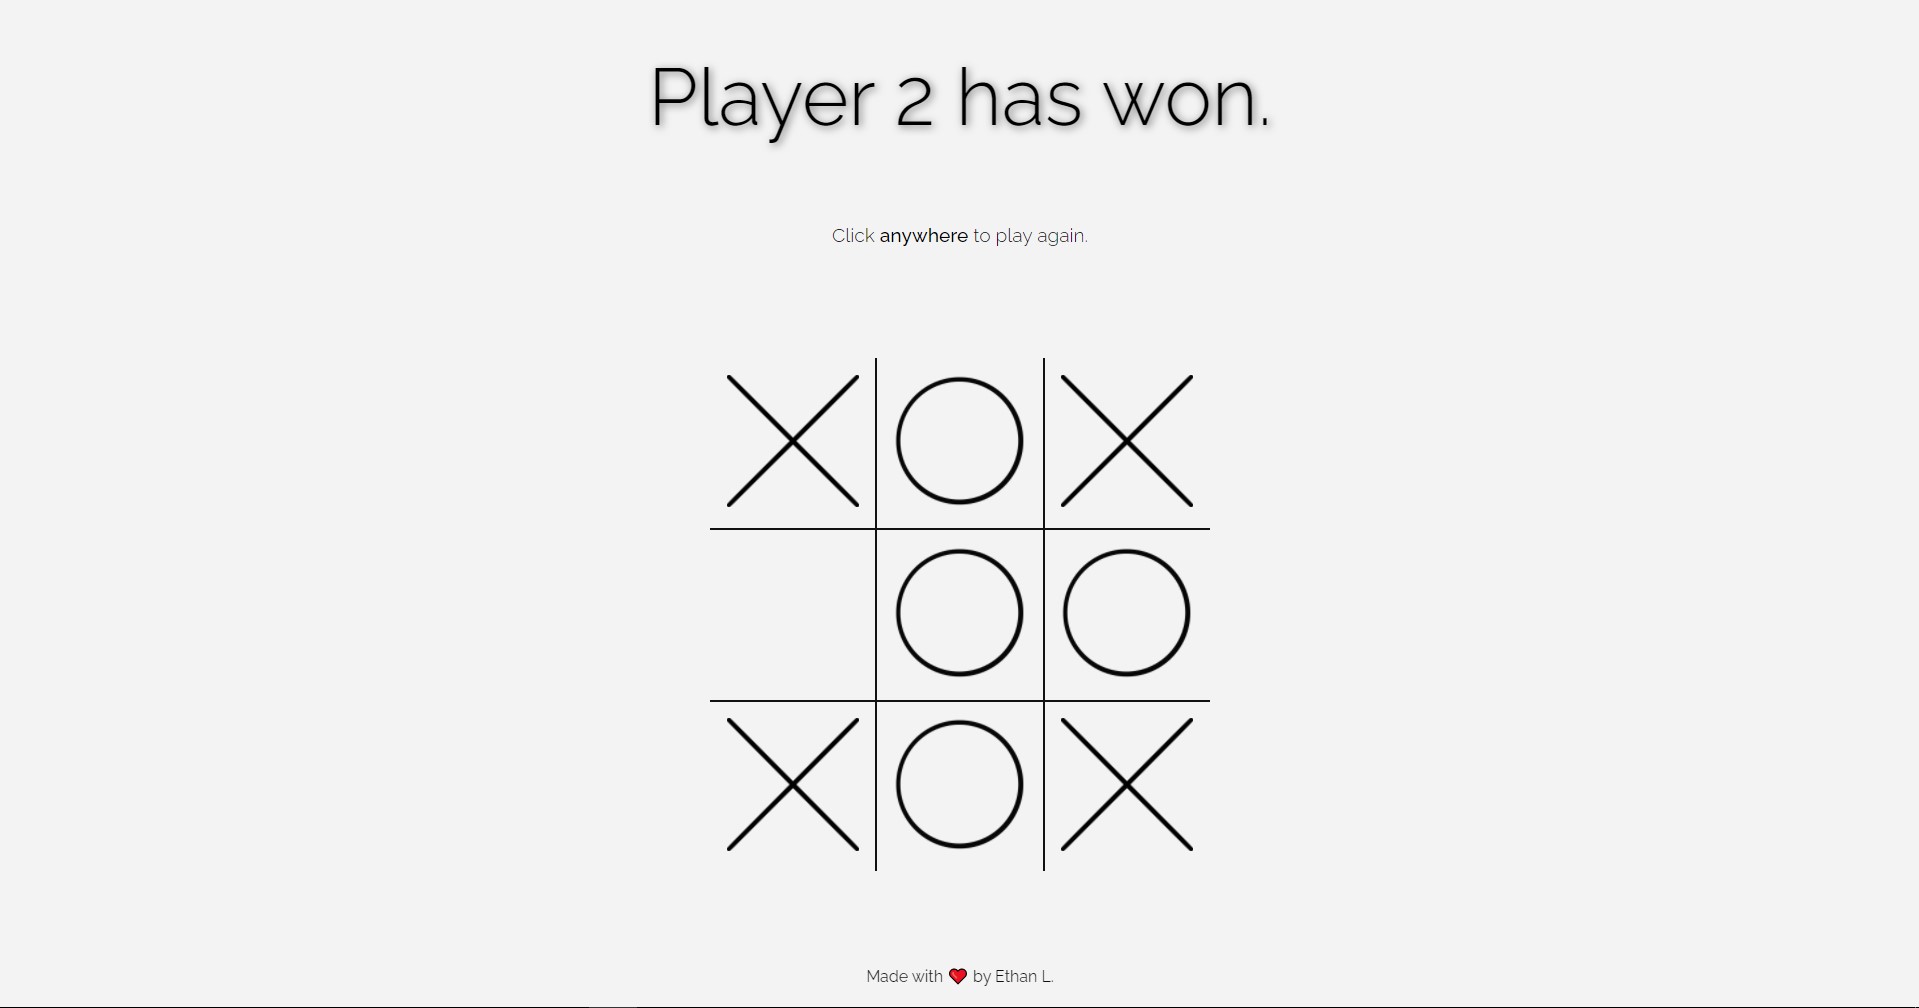 Player 2 has won.
Click anywhere to play again.
X O X
O O
X O X
Made with ❤️ by Ethan L.